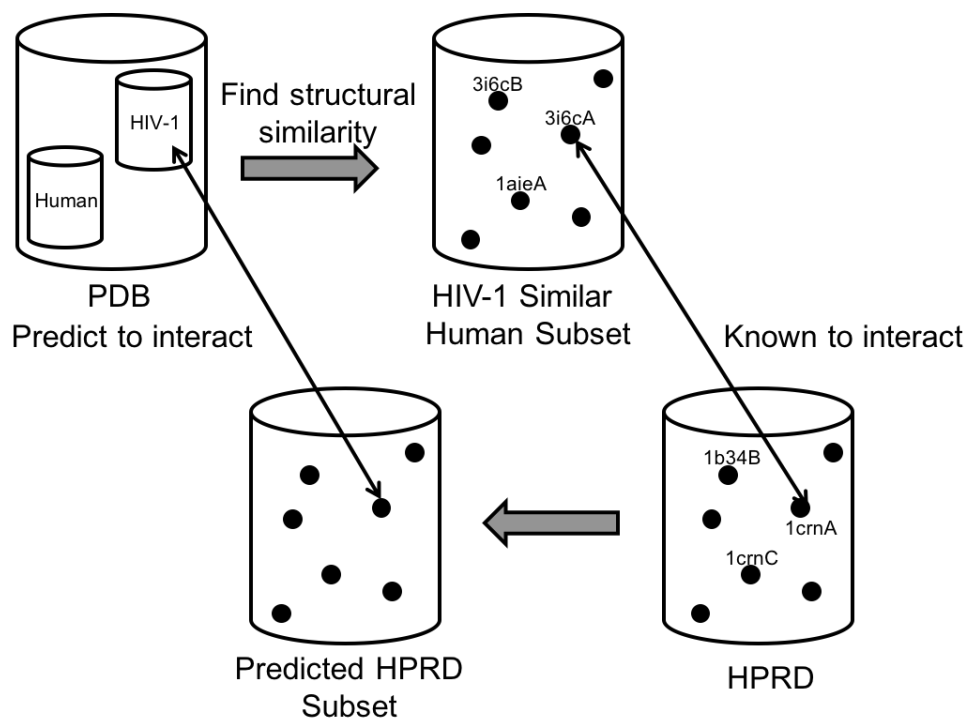 HIV-1
Human
PDB
Find structural
similarity
3i6cB
3i6cA
1aieA
HIV-1 Similar
Human Subset
Predict to interact
Known to interact
1b34B
1crnA
1crnC
Predicted HPRD
Subset
HPRD